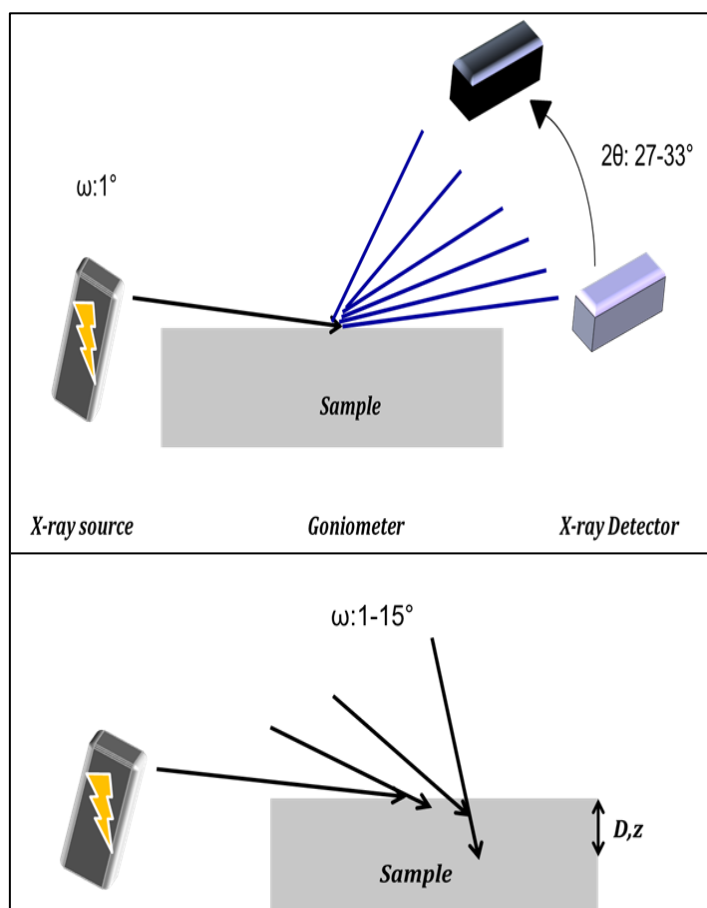 ω:1°
2θ: 27-33°
Sample
X-ray source
Goniometer
X-ray Detector
ω:1-15°
D,z
Sample